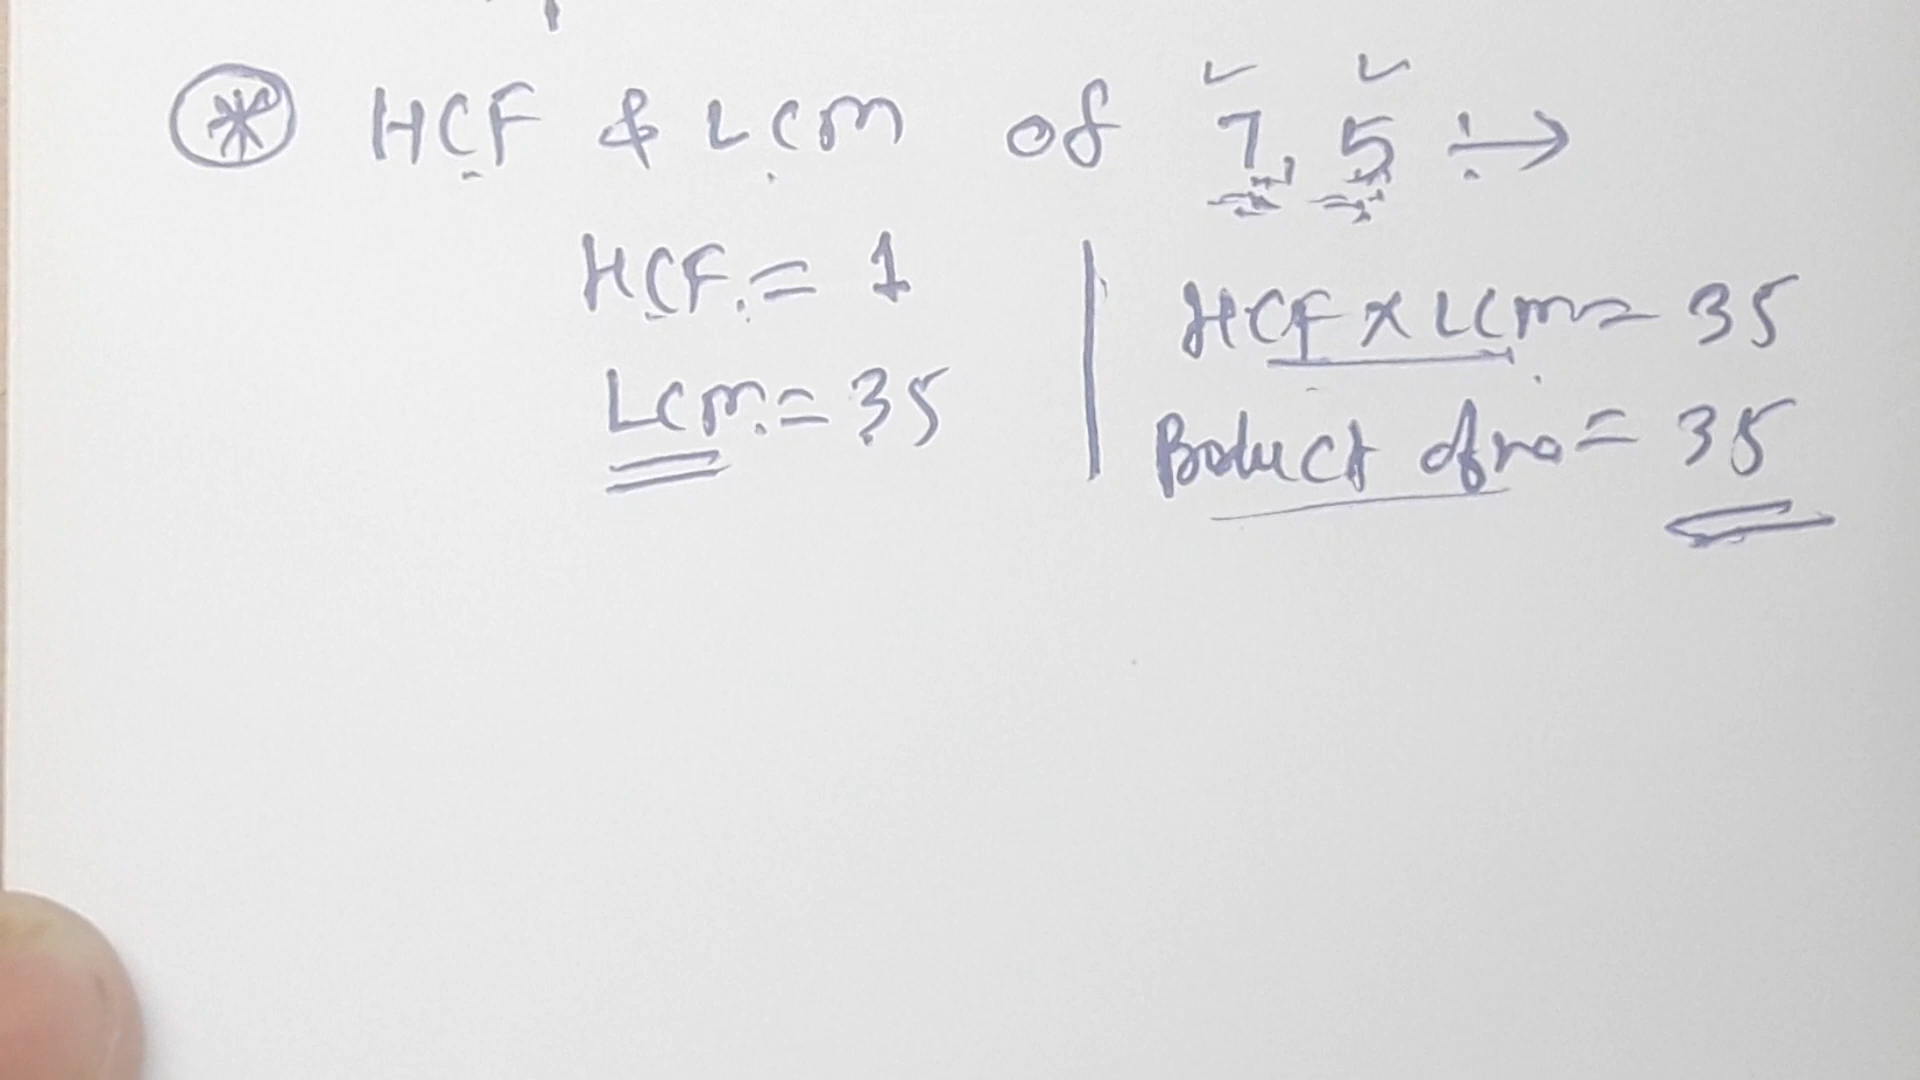 * HCF & LCM of 7, 5 :→
HCF = 1
LCM = 35
HCF × LCM = 35
Product of no = 35